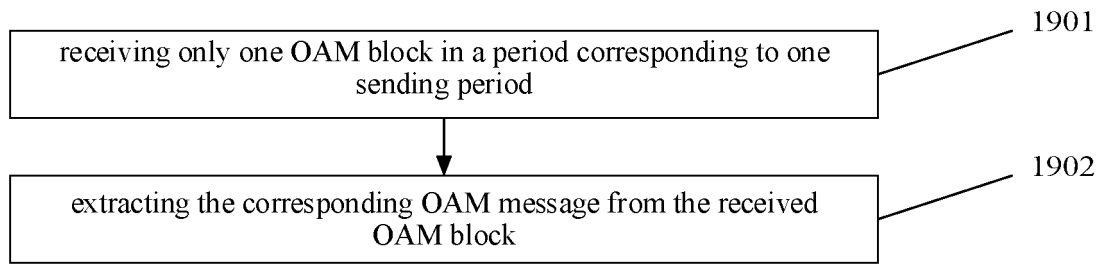 1901
receiving only one OAM block in a period corresponding to one
sending period
1902
extracting the corresponding OAM message from the received
OAM block